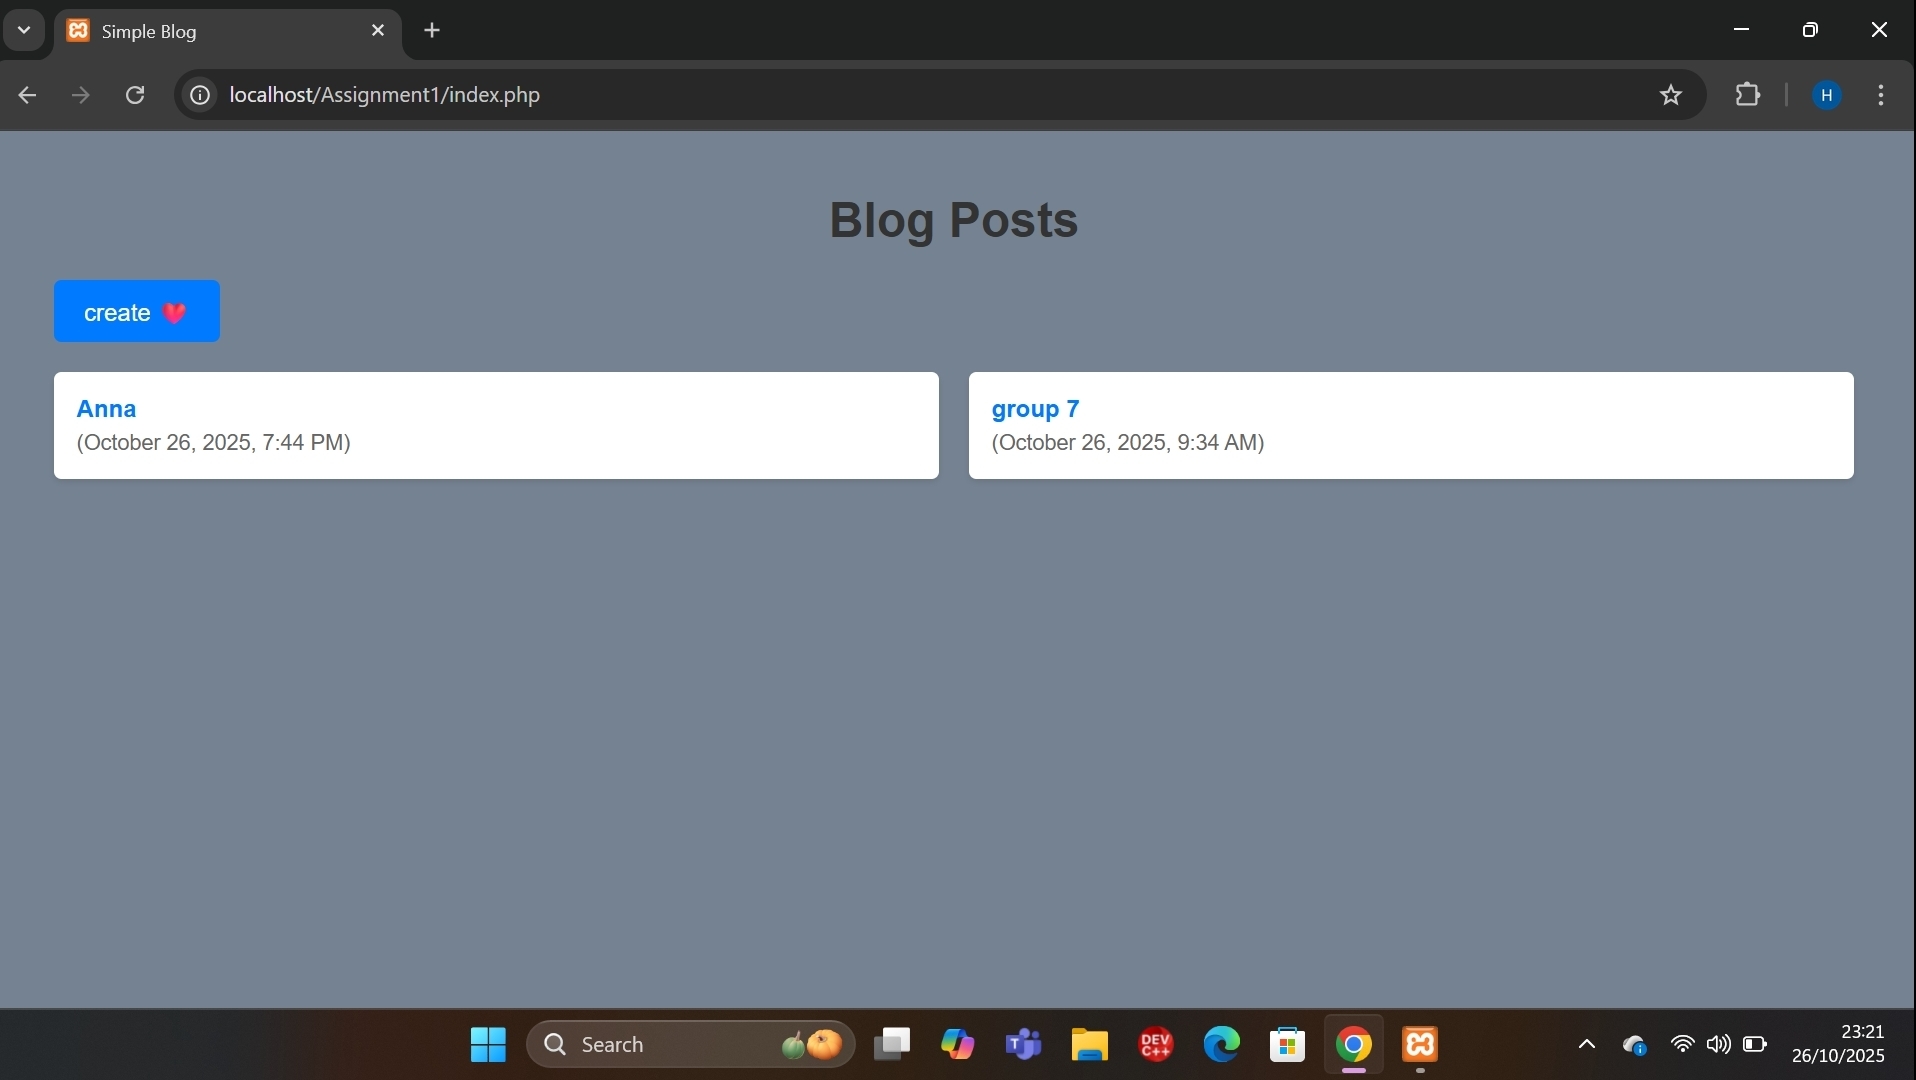 Simple Blog
localhost/Assignment1/index.php
H
Blog Posts
create ❤️
Anna
(October 26, 2025, 7:44 PM)
group 7
(October 26, 2025, 9:34 AM)
Search
T
DEV
C++
23:21
26/10/2025